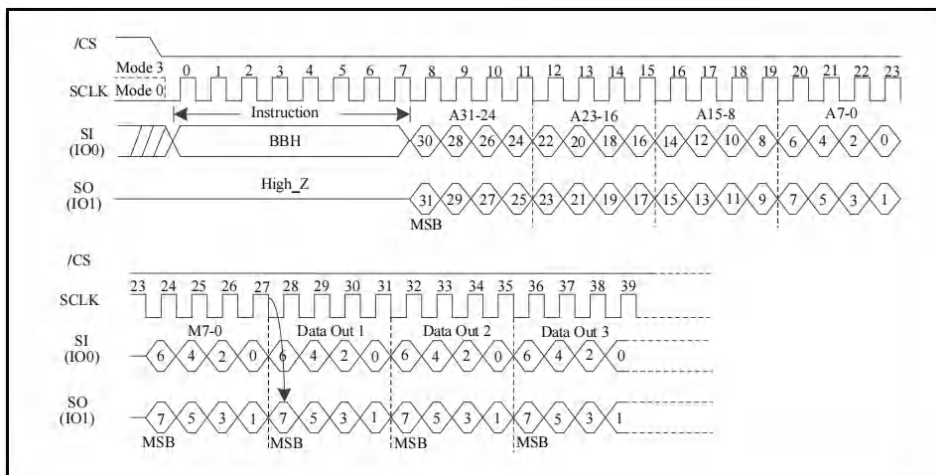 /CS
Mode 3 0 1 2 3 4 5 6 7 8 9 10 11 12 13 14 15 16 17 18 19 20 21 22 23
SCLK Mode 0
Instruction A31-24 A23-16 A15-8 A7-0
SI
(IO0) BBH 30 28 26 24 22 20 18 16 14 12 10 8 6 4 2 0
High_Z
SO
(IO1) 31 29 27 25 23 21 19 17 15 13 11 9 7 5 3 1
MSB
/CS
23 24 25 26 27 28 29 30 31 32 33 34 35 36 37 38 39
SCLK
M7-0 Data Out 1 Data Out 2 Data Out 3
SI
(IO0) 6 4 2 0 6 4 2 0 6 4 2 0 6 4 2 0
SO
(IO1) 7 5 3 1 7 5 3 1 7 5 3 1 7 5 3 1
MSB MSB MSB MSB